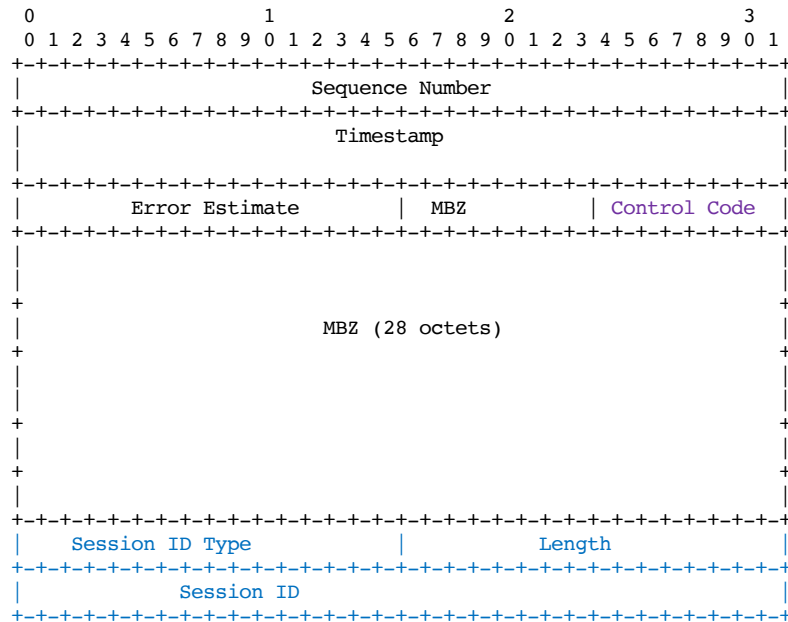 0                   1                   2                   3
 0 1 2 3 4 5 6 7 8 9 0 1 2 3 4 5 6 7 8 9 0 1 2 3 4 5 6 7 8 9 0 1
+-+-+-+-+-+-+-+-+-+-+-+-+-+-+-+-+-+-+-+-+-+-+-+-+-+-+-+-+-+-+-+-+
|                        Sequence Number                        |
+-+-+-+-+-+-+-+-+-+-+-+-+-+-+-+-+-+-+-+-+-+-+-+-+-+-+-+-+-+-+-+-+
|                          Timestamp                            |
|                                                               |
+-+-+-+-+-+-+-+-+-+-+-+-+-+-+-+-+-+-+-+-+-+-+-+-+-+-+-+-+-+-+-+-+
|         Error Estimate        |  MBZ          | Control Code  |
+-+-+-+-+-+-+-+-+-+-+-+-+-+-+-+-+-+-+-+-+-+-+-+-+-+-+-+-+-+-+-+-+
|                                                               |
|                                                               |
+                                                               +
|                         MBZ (28 octets)                       |
+                                                               +
|                                                               |
|                                                               |
+                                                               +
|                                                               |
+                                                               +
|                                                               |
+-+-+-+-+-+-+-+-+-+-+-+-+-+-+-+-+-+-+-+-+-+-+-+-+-+-+-+-+-+-+-+-+
|    Session ID Type            |           Length              |
+-+-+-+-+-+-+-+-+-+-+-+-+-+-+-+-+-+-+-+-+-+-+-+-+-+-+-+-+-+-+-+-+
|             Session ID                                        |
+-+-+-+-+-+-+-+-+-+-+-+-+-+-+-+-+-+-+-+-+-+-+-+-+-+-+-+-+-+-+-+-+